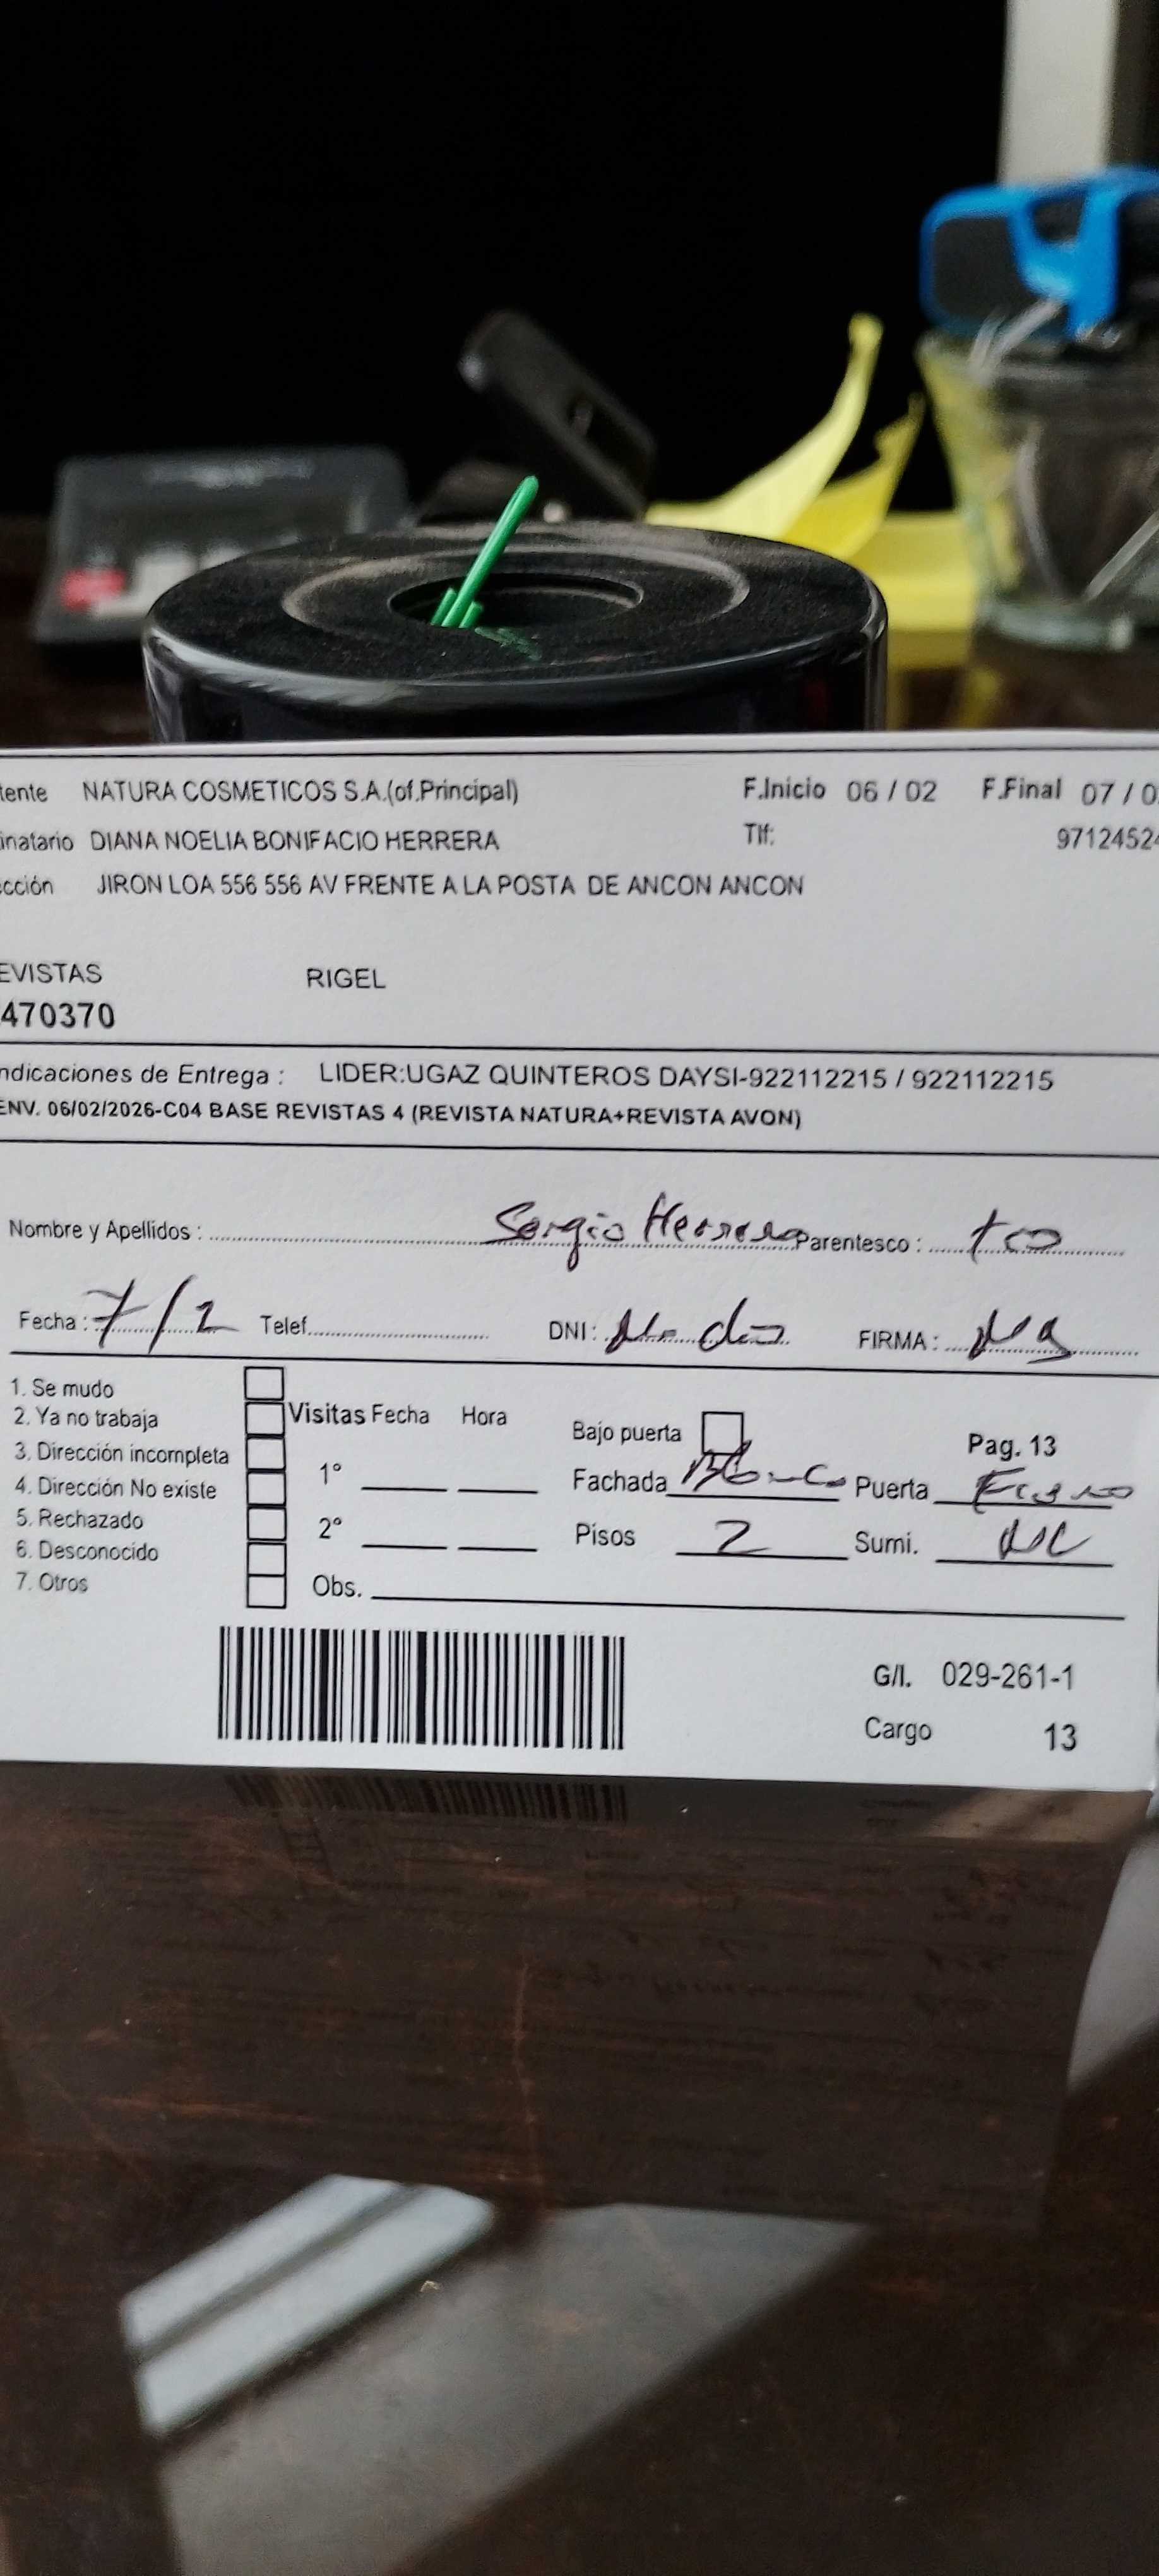 tente NATURA COSMETICOS S.A.(of.Principal) F.Inicio 06 / 02 F.Final 07 / 0
inatario DIANA NOELIA BONIFACIO HERRERA Tlf: 97124524
cción JIRON LOA 556 556 AV FRENTE A LA POSTA DE ANCON ANCON
EVISTAS RIGEL
470370
ndicaciones de Entrega : LIDER:UGAZ QUINTEROS DAYSI-922112215 / 922112215
ENV. 06/02/2026-C04 BASE REVISTAS 4 (REVISTA NATURA+REVISTA AVON)
Nombre y Apellidos : Sergio Herrera Parentesco : tio
Fecha : 7/2 Telef. DNI : No dio FIRMA :
1. Se mudo
2. Ya no trabaja Visitas Fecha Hora Bajo puerta Pag. 13
3. Dirección incompleta 1° Fachada Blanco Puerta Fierro
4. Dirección No existe
5. Rechazado 2° Pisos 2 Sumi.
6. Desconocido
7. Otros Obs.
G/I. 029-261-1
Cargo 13